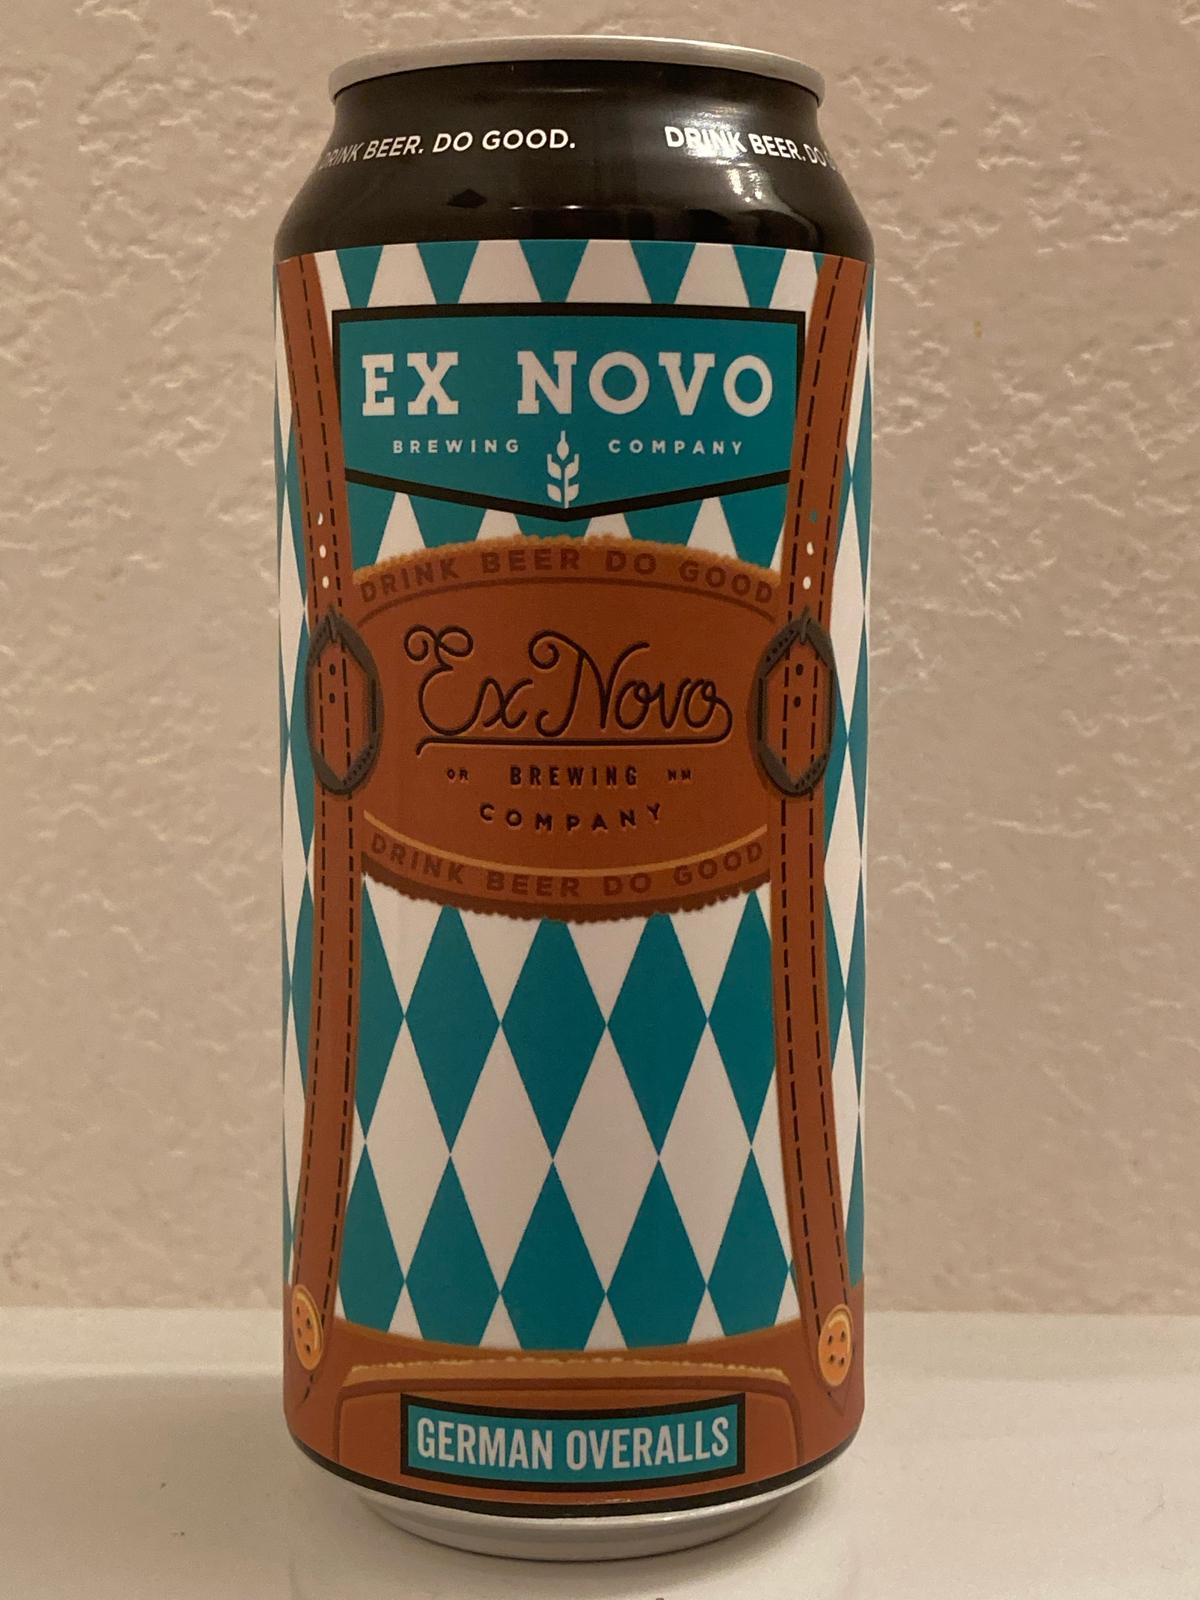 DRINK BEER. DO GOOD. DRINK BEER. DO
EX NOVO
BREWING COMPANY
DRINK BEER DO GOOD
Ex Novo
OR BREWING NM
COMPANY
DRINK BEER DO GOOD
GERMAN OVERALLS